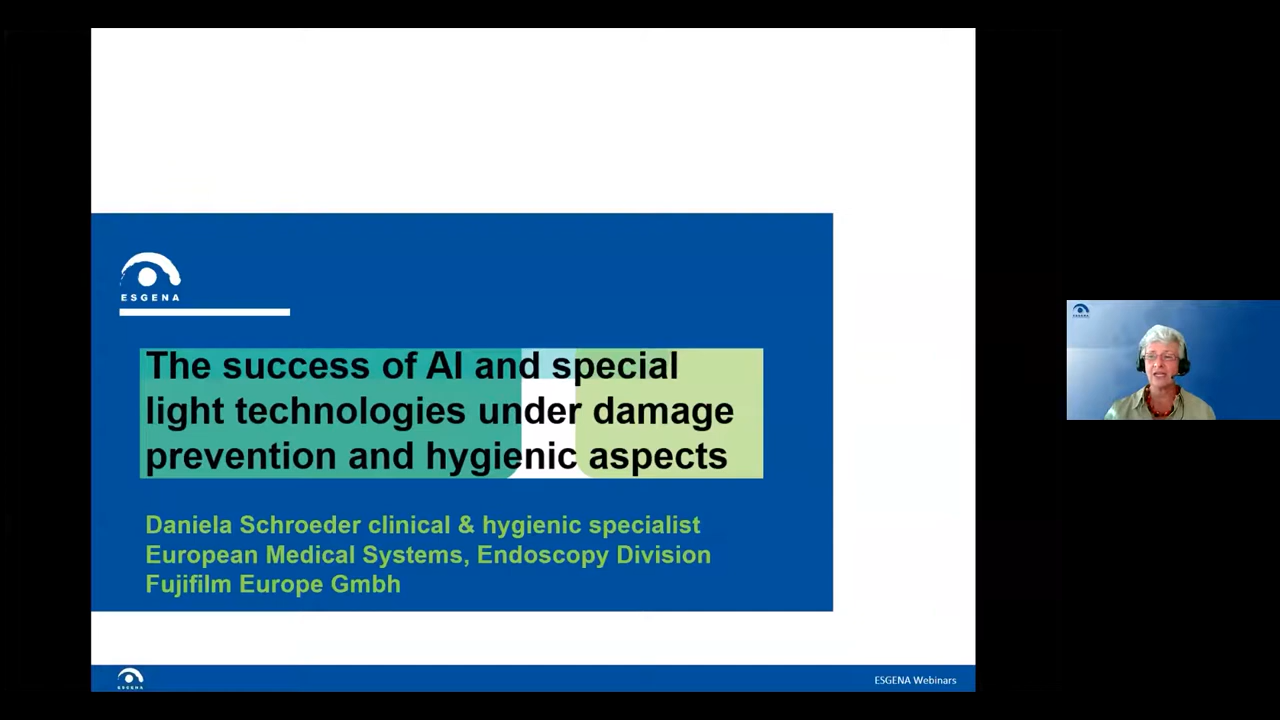 ESGENA
The success of AI and special
light technologies under damage
prevention and hygienic aspects
Daniela Schroeder clinical & hygienic specialist
European Medical Systems, Endoscopy Division
Fujifilm Europe Gmbh
ESGENA
ESGENA Webinars